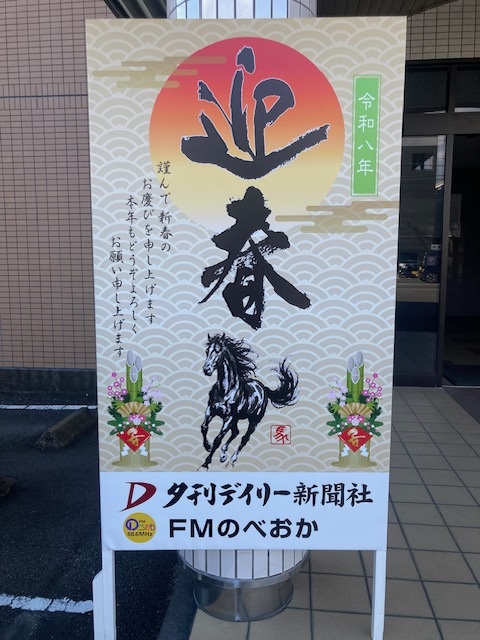 令和八年
迎春
謹んで新春の
お慶びを申し上げます
本年もどうぞよろしく
お願い申し上げます
夕刊デイリー新聞社
FMのべおか